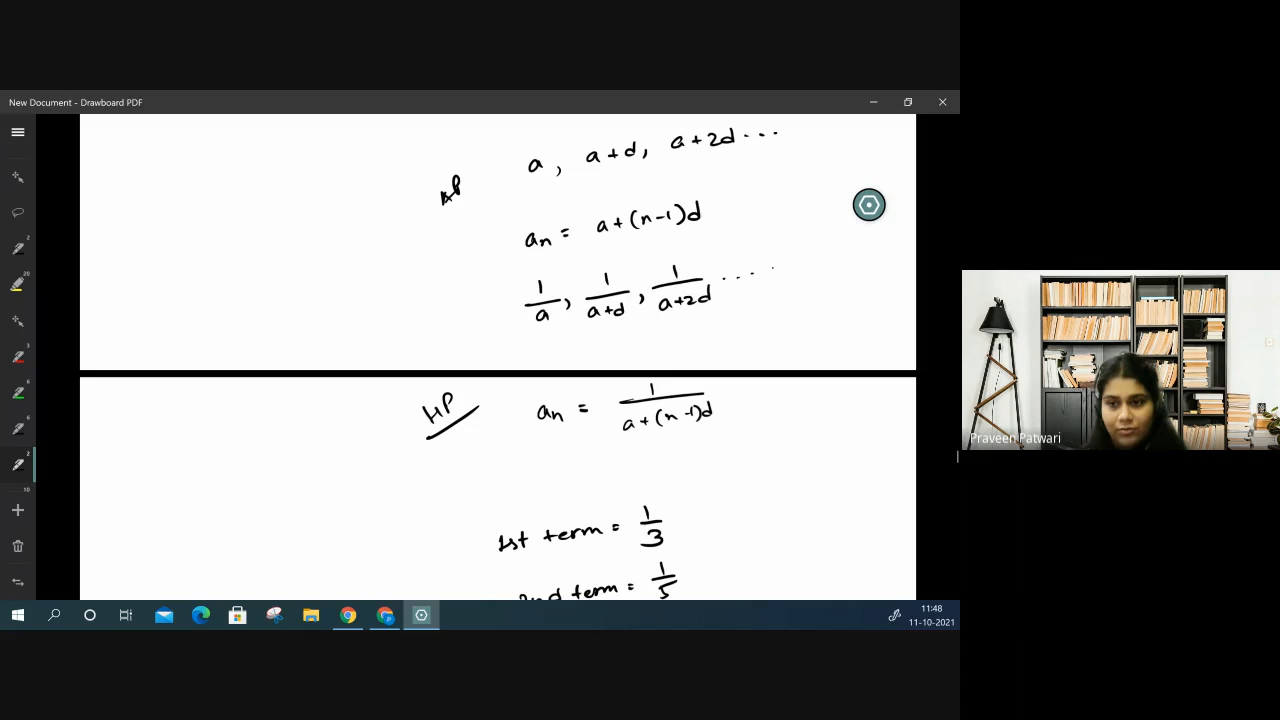 New Document - Drawboard PDF
a, a+d, a+2d...
AP
an = a+(n-1)d
1/a, 1/(a+d), 1/(a+2d) ....
HP an = 1/(a+(n-1)d)
1st term = 1/3
2nd term = 1/5
Praveen Patwari
11:48
11-10-2021